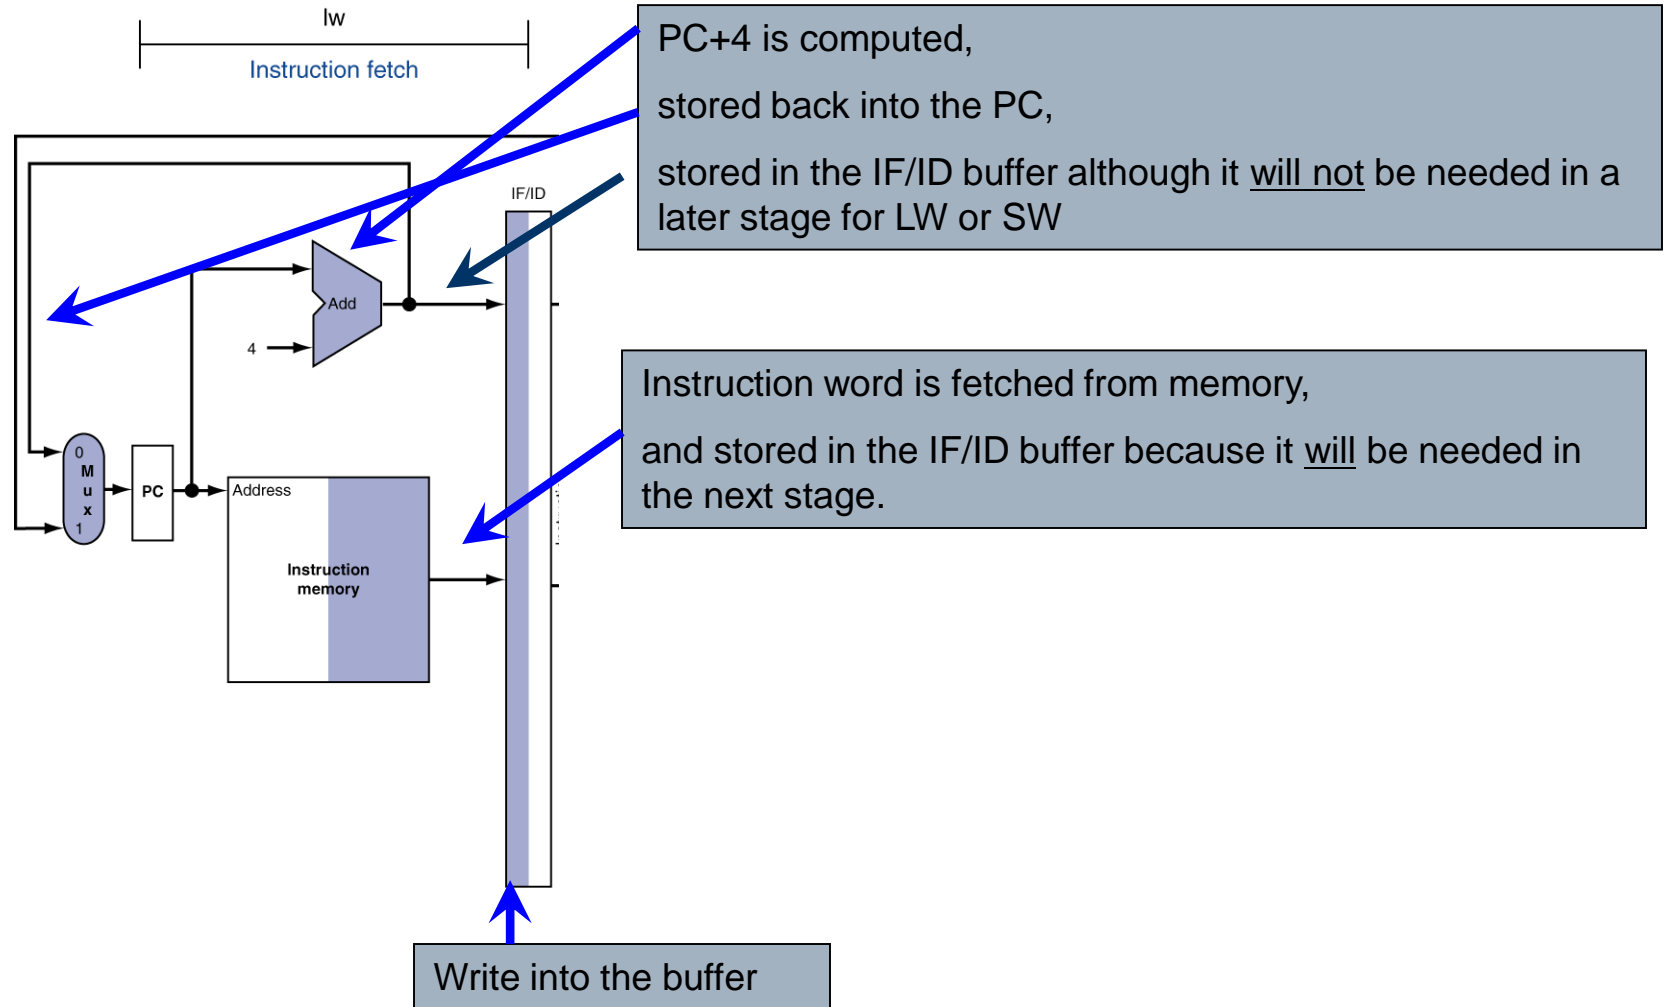 lw
Instruction fetch
PC+4 is computed,
stored back into the PC,
stored in the IF/ID buffer although it will not be needed in a
later stage for LW or SW
IF/ID
Add
4
Instruction word is fetched from memory,
and stored in the IF/ID buffer because it will be needed in
the next stage.
0
M
u
x
1
PC
Address
Instruction
memory
Write into the buffer